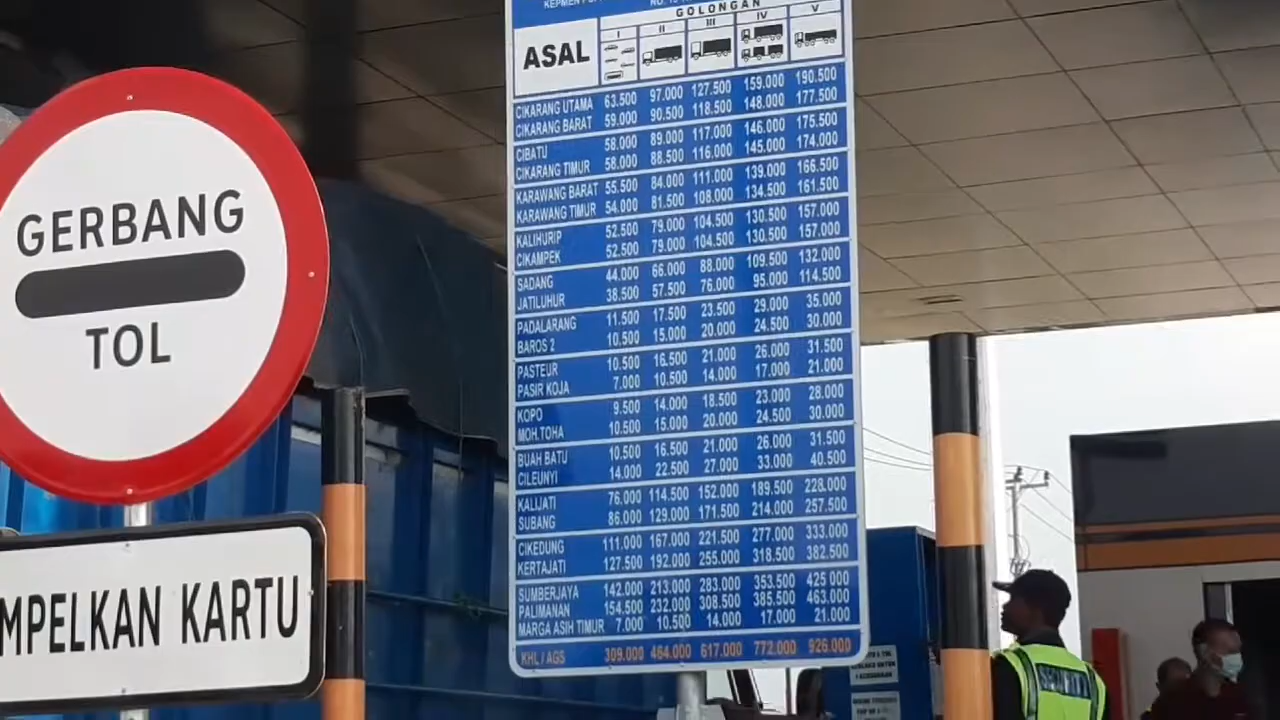 GERBANG
TOL
MPELKAN KARTU
GOLONGAN
ASAL I II III IV V
CIKARANG UTAMA 63.500 97.000 127.500 159.000 190.500
CIKARANG BARAT 59.000 90.500 118.500 148.000 177.500
CIBATU 58.000 89.000 117.000 146.000 175.500
CIKARANG TIMUR 58.000 88.500 116.000 145.000 174.000
KARAWANG BARAT 55.500 84.000 111.000 139.000 166.500
KARAWANG TIMUR 54.000 81.500 108.000 134.500 161.500
KALIHURIP 52.500 79.000 104.500 130.500 157.000
CIKAMPEK 52.500 79.000 104.500 130.500 157.000
SADANG 44.000 66.000 88.000 109.500 132.000
JATILUHUR 38.500 57.500 76.000 95.000 114.500
PADALARANG 11.500 17.500 23.500 29.000 35.000
BAROS 2 10.500 15.000 20.000 24.500 30.000
PASTEUR 10.500 16.500 21.000 26.000 31.500
PASIR KOJA 7.000 10.500 14.000 17.000 21.000
KOPO 9.500 14.000 18.500 23.000 28.000
MOH.TOHA 10.500 15.000 20.000 24.500 30.000
BUAH BATU 10.500 16.500 21.000 26.000 31.500
CILEUNYI 14.000 22.500 27.000 33.000 40.500
KALIJATI 76.000 114.500 152.000 189.500 228.000
SUBANG 86.000 129.000 171.500 214.000 257.500
CIKEDUNG 111.000 167.000 221.500 277.000 333.000
KERTAJATI 127.500 192.000 255.000 318.500 382.500
SUMBERJAYA 142.000 213.000 283.000 353.500 425.000
PALIMANAN 154.500 232.000 308.500 385.500 463.000
MARGA ASIH TIMUR 7.000 10.500 14.000 17.000 21.000
KHL / AGS 309.000 464.000 617.000 772.000 926.000